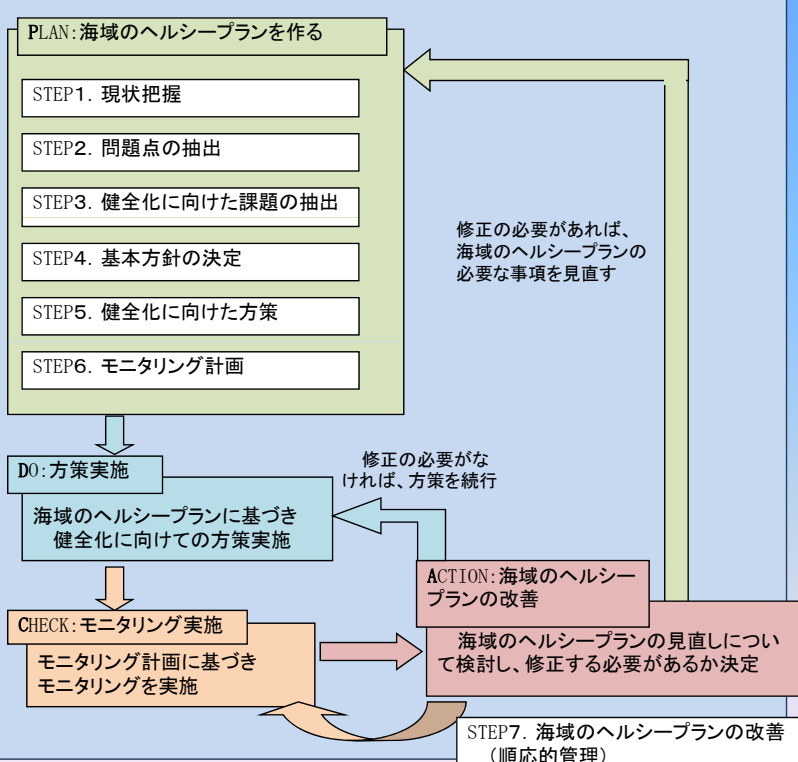 PLAN:海域のヘルシープランを作る
STEP1. 現状把握
STEP2. 問題点の抽出
STEP3. 健全化に向けた課題の抽出
STEP4. 基本方針の決定
STEP5. 健全化に向けた方策
STEP6. モニタリング計画
修正の必要があれば、
海域のヘルシープランの
必要な事項を見直す
DO:方策実施
海域のヘルシープランに基づき
健全化に向けての方策実施
修正の必要がな
ければ、方策を続行
CHECK:モニタリング実施
モニタリング計画に基づき
モニタリングを実施
ACTION:海域のヘルシー
プランの改善
海域のヘルシープランの見直しについ
て検討し、修正する必要があるか決定
STEP7. 海域のヘルシープランの改善
(順応的管理)